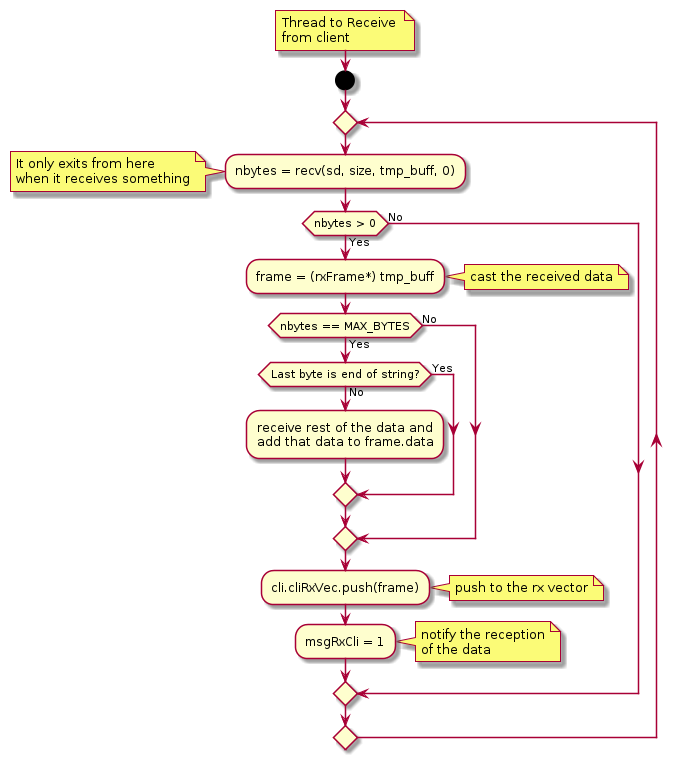 Thread to Receive
from client
It only exits from here
when it receives something
nbytes = recv(sd, size, tmp_buff, 0)
nbytes > 0
No
Yes
frame = (rxFrame*) tmp_buff
cast the received data
nbytes == MAX_BYTES
No
Yes
Last byte is end of string?
Yes
No
receive rest of the data and
add that data to frame.data
cli.cliRxVec.push(frame)
push to the rx vector
msgRxCli = 1
notify the reception
of the data